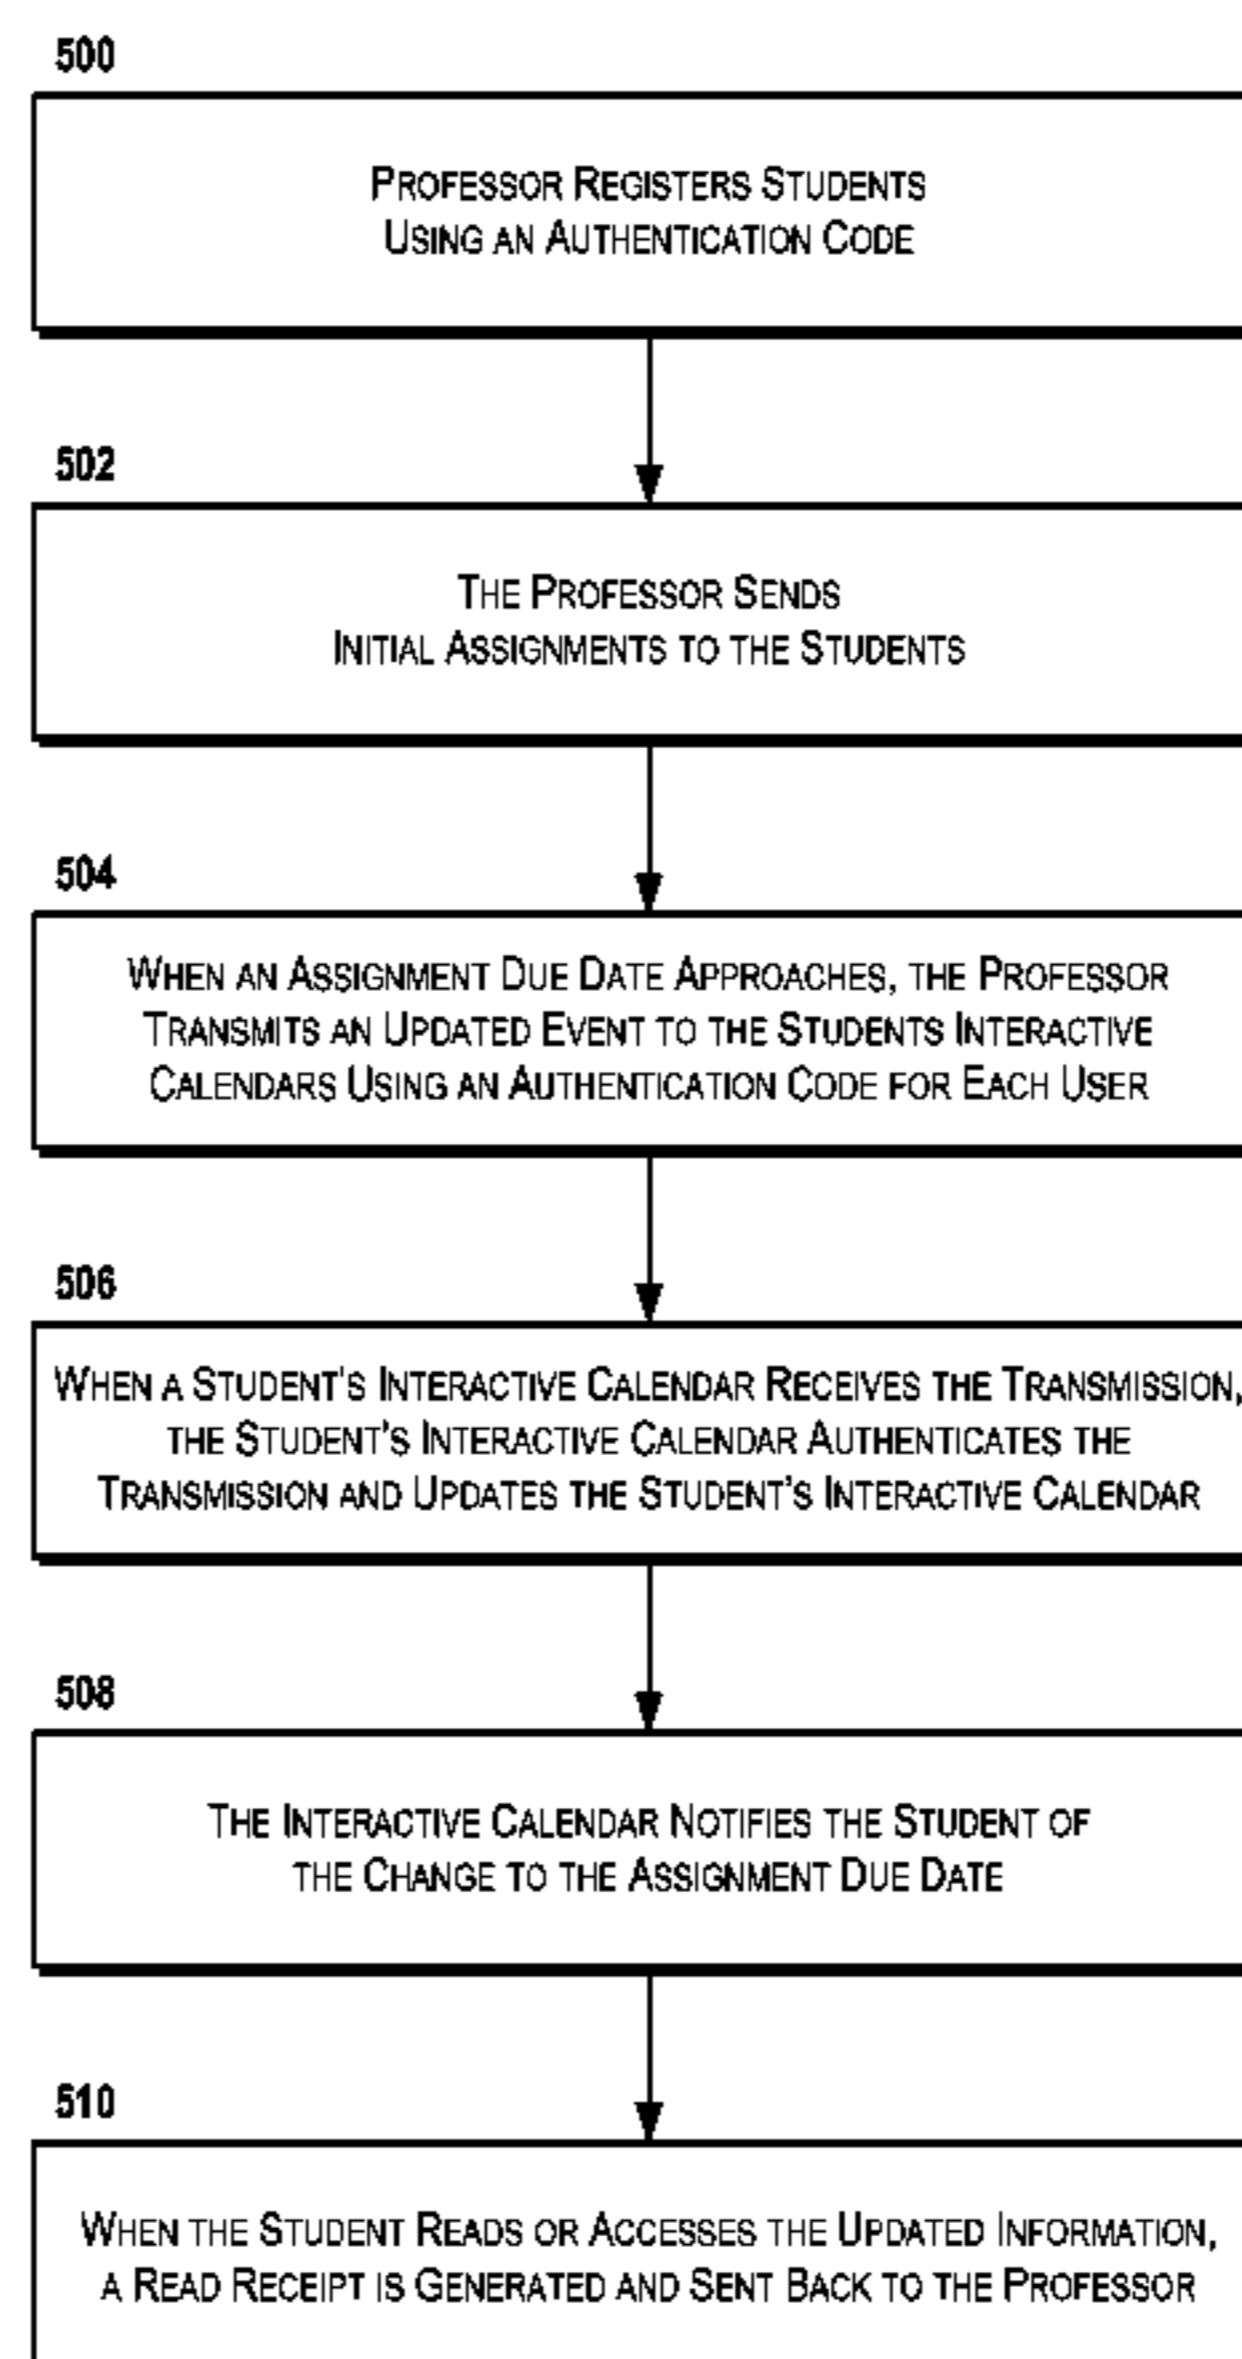 500
PROFESSOR REGISTERS STUDENTS
USING AN AUTHENTICATION CODE
502
THE PROFESSOR SENDS
INITIAL ASSIGNMENTS TO THE STUDENTS
504
WHEN AN ASSIGNMENT DUE DATE APPROACHES, THE PROFESSOR
TRANSMITS AN UPDATED EVENT TO THE STUDENTS INTERACTIVE
CALENDARS USING AN AUTHENTICATION CODE FOR EACH USER
506
WHEN A STUDENT'S INTERACTIVE CALENDAR RECEIVES THE TRANSMISSION,
THE STUDENT'S INTERACTIVE CALENDAR AUTHENTICATES THE
TRANSMISSION AND UPDATES THE STUDENT'S INTERACTIVE CALENDAR
508
THE INTERACTIVE CALENDAR NOTIFIES THE STUDENT OF
THE CHANGE TO THE ASSIGNMENT DUE DATE
510
WHEN THE STUDENT READS OR ACCESSES THE UPDATED INFORMATION,
A READ RECEIPT IS GENERATED AND SENT BACK TO THE PROFESSOR